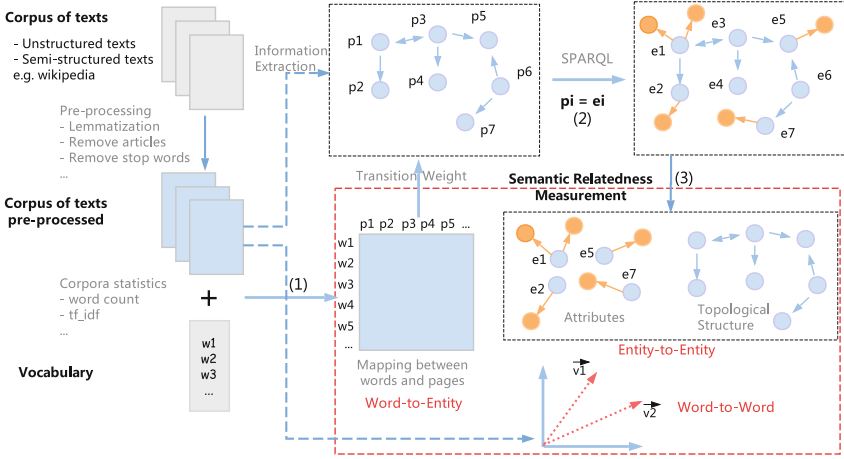 Corpus of texts
- Unstructured texts
- Semi-structured texts
e.g. wikipedia
Pre-processing
- Lemmatization
- Remove articles
- Remove stop words
...
Corpus of texts
pre-processed
Corpora statistics
- word count
- tf_idf
...
+
Vocabulary
w1
w2
w3
...
(1)
Information
Extraction
p1
p3
p5
p2
p4
p6
p7
SPARQL
pi = ei
(2)
e1
e3
e5
e2
e4
e6
e7
(3)
Transition Weight
Semantic Relatedness
Measurement
p1 p2 p3 p4 p5 ...
w1
w2
w3
w4
w5
...
Mapping between
words and pages
Word-to-Entity
e1
e5
e2
e7
Attributes
Topological
Structure
Entity-to-Entity
v1
v2
Word-to-Word